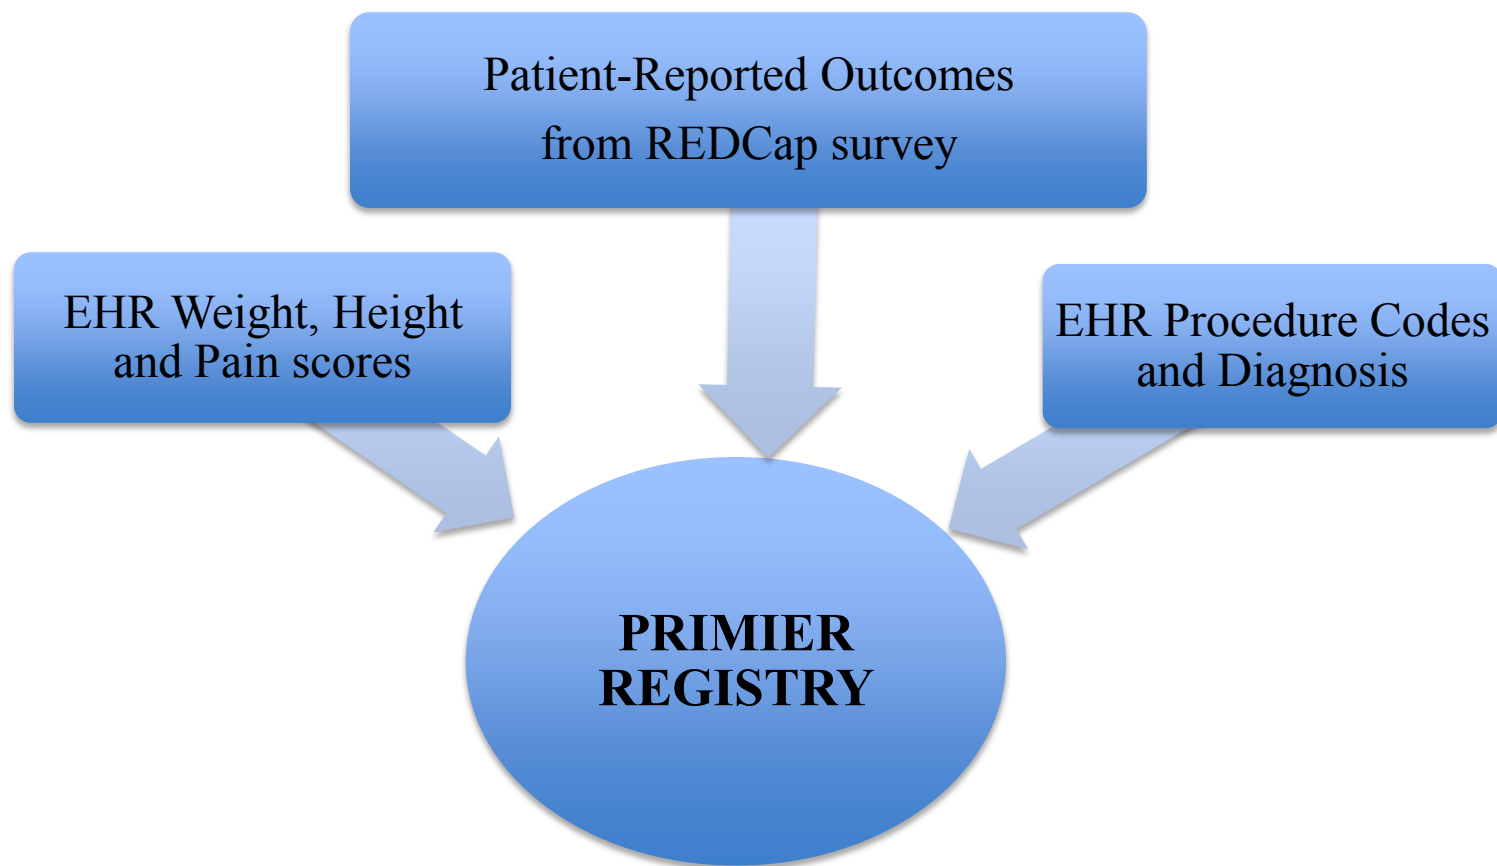 Patient-Reported Outcomes
from REDCap survey
EHR Weight, Height
and Pain scores
EHR Procedure Codes
and Diagnosis
PRIMIER
REGISTRY